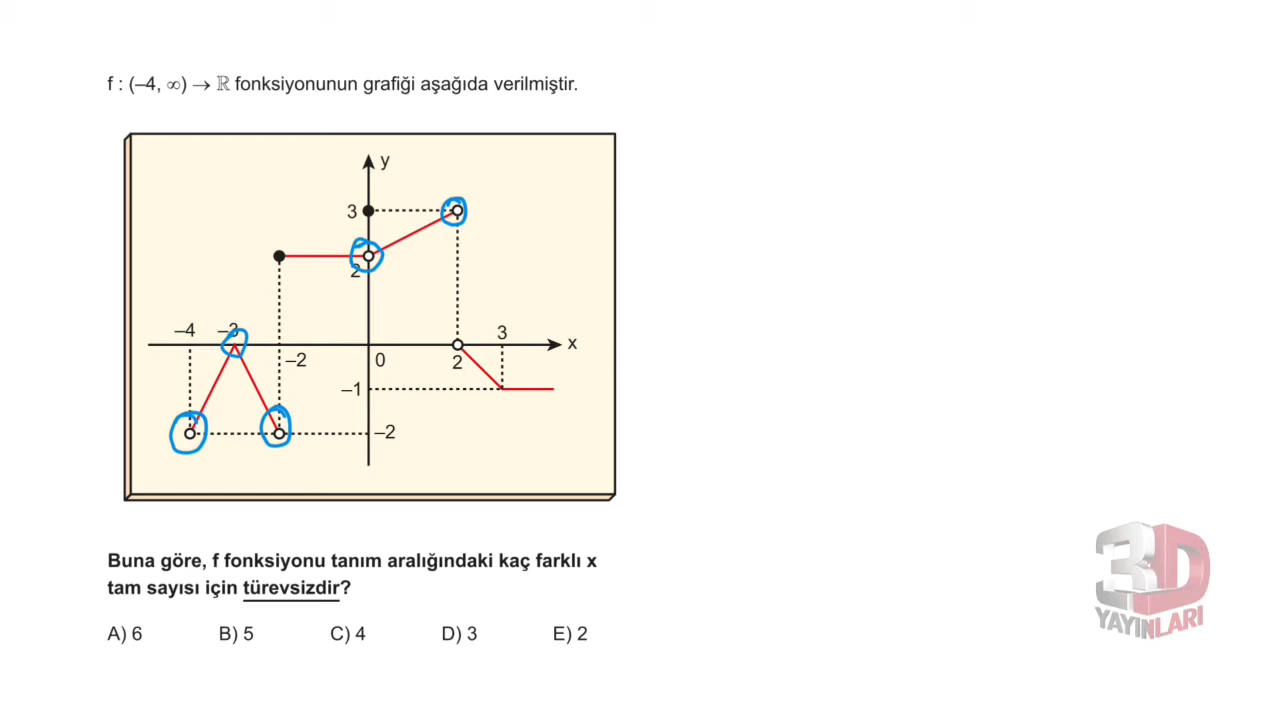 f : (–4, ∞) → ℝ fonksiyonunun grafiği aşağıda verilmiştir.
y
3
2
–4 –3
3
x
–2
0
2
–1
–2
Buna göre, f fonksiyonu tanım aralığındaki kaç farklı x
tam sayısı için türevsizdir?
A) 6 B) 5 C) 4 D) 3 E) 2
3D
YAYINLARI